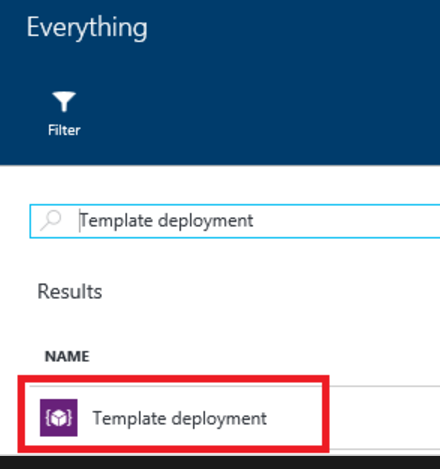 Everything
Filter
Template deployment
Results
NAME
Template deployment